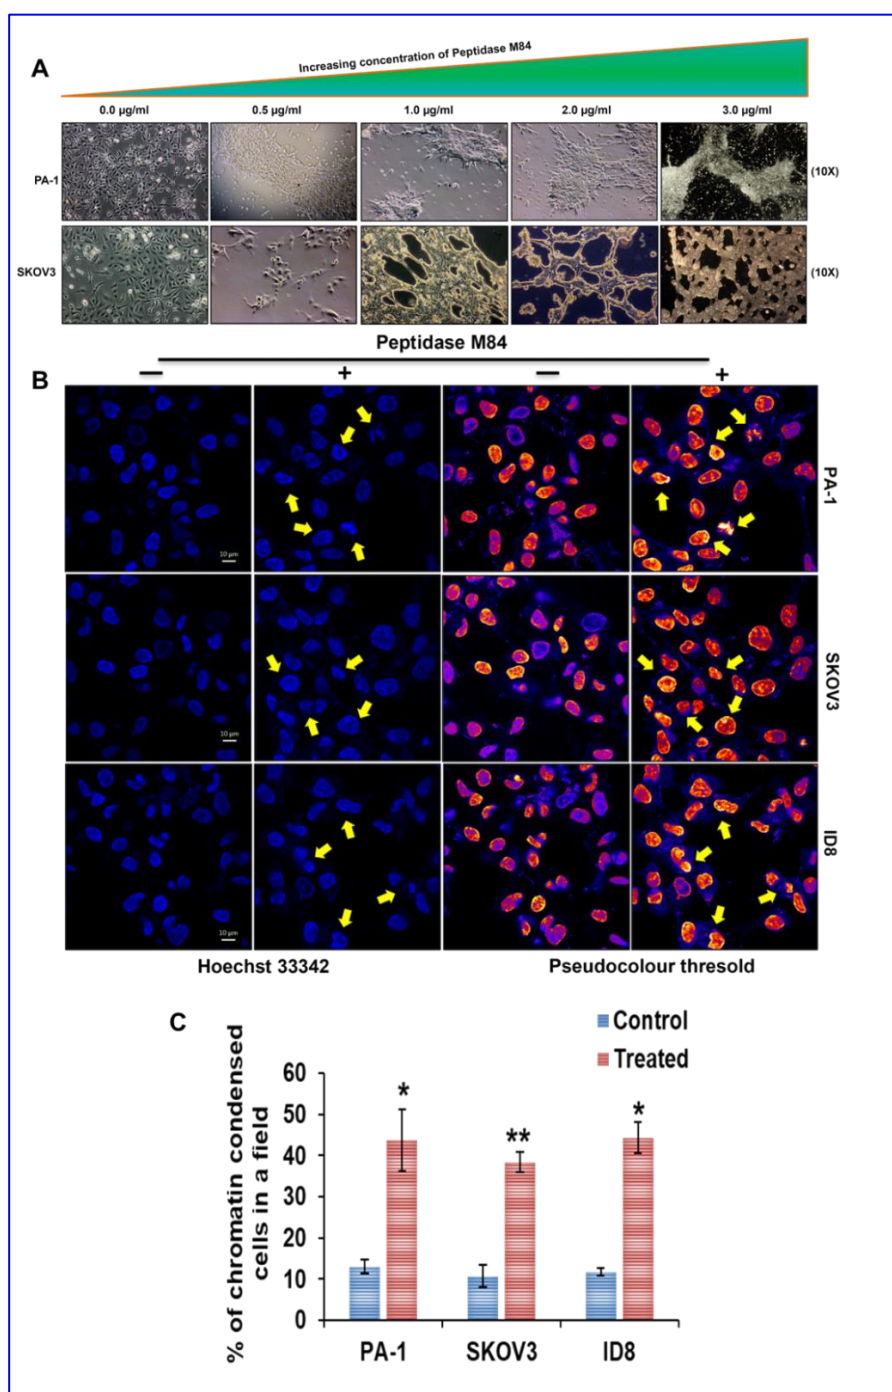 A
Increasing concentration of Peptidase M84
0.0 µg/ml 0.5 µg/ml 1.0 µg/ml 2.0 µg/ml 3.0 µg/ml
PA-1 (10X)
SKOV3 (10X)
Peptidase M84
B — + — +
10 µm
PA-1
10 µm
SKOV3
10 µm
ID8
Hoechst 33342 Pseudocolour thresold
C
Control
Treated
% of chromatin condensed
cells in a field
60
50
40
30
20
10
0
* ** *
PA-1 SKOV3 ID8